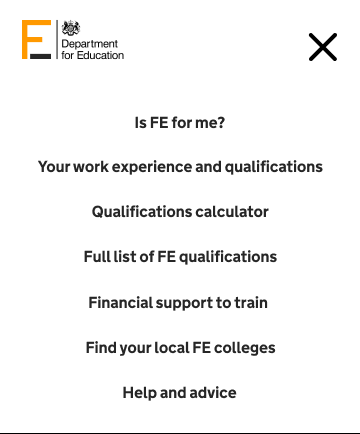 Department
for Education
Is FE for me?
Your work experience and qualifications
Qualifications calculator
Full list of FE qualifications
Financial support to train
Find your local FE colleges
Help and advice